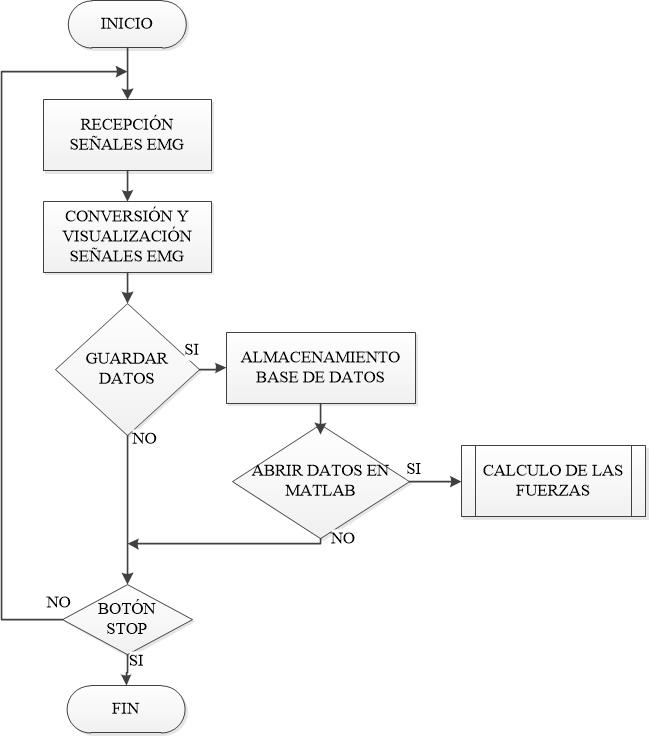 INICIO
RECEPCIÓN
SEÑALES EMG
CONVERSIÓN Y
VISUALIZACIÓN
SEÑALES EMG
GUARDAR
DATOS
SI
NO
ALMACENAMIENTO
BASE DE DATOS
ABRIR DATOS EN
MATLAB
SI
NO
CALCULO DE LAS
FUERZAS
BOTÓN
STOP
NO
SI
FIN